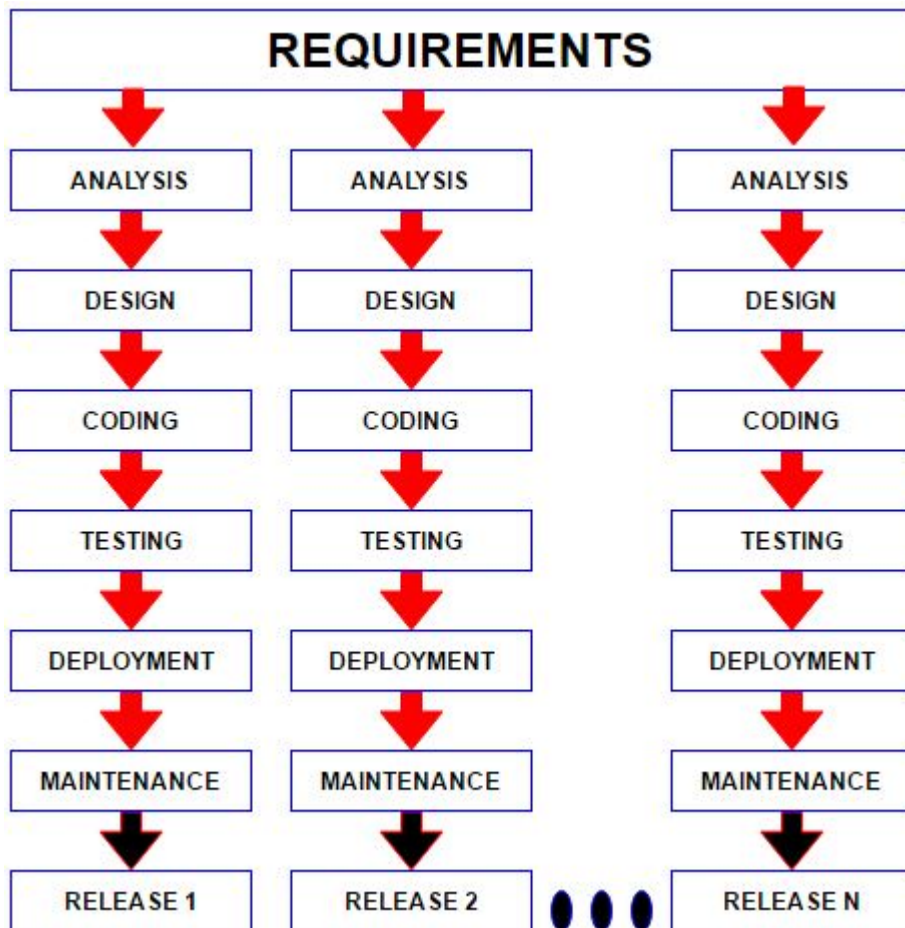 REQUIREMENTS
ANALYSIS
ANALYSIS
ANALYSIS
DESIGN
DESIGN
DESIGN
CODING
CODING
CODING
TESTING
TESTING
TESTING
DEPLOYMENT
DEPLOYMENT
DEPLOYMENT
MAINTENANCE
MAINTENANCE
MAINTENANCE
RELEASE 1
RELEASE 2
RELEASE N